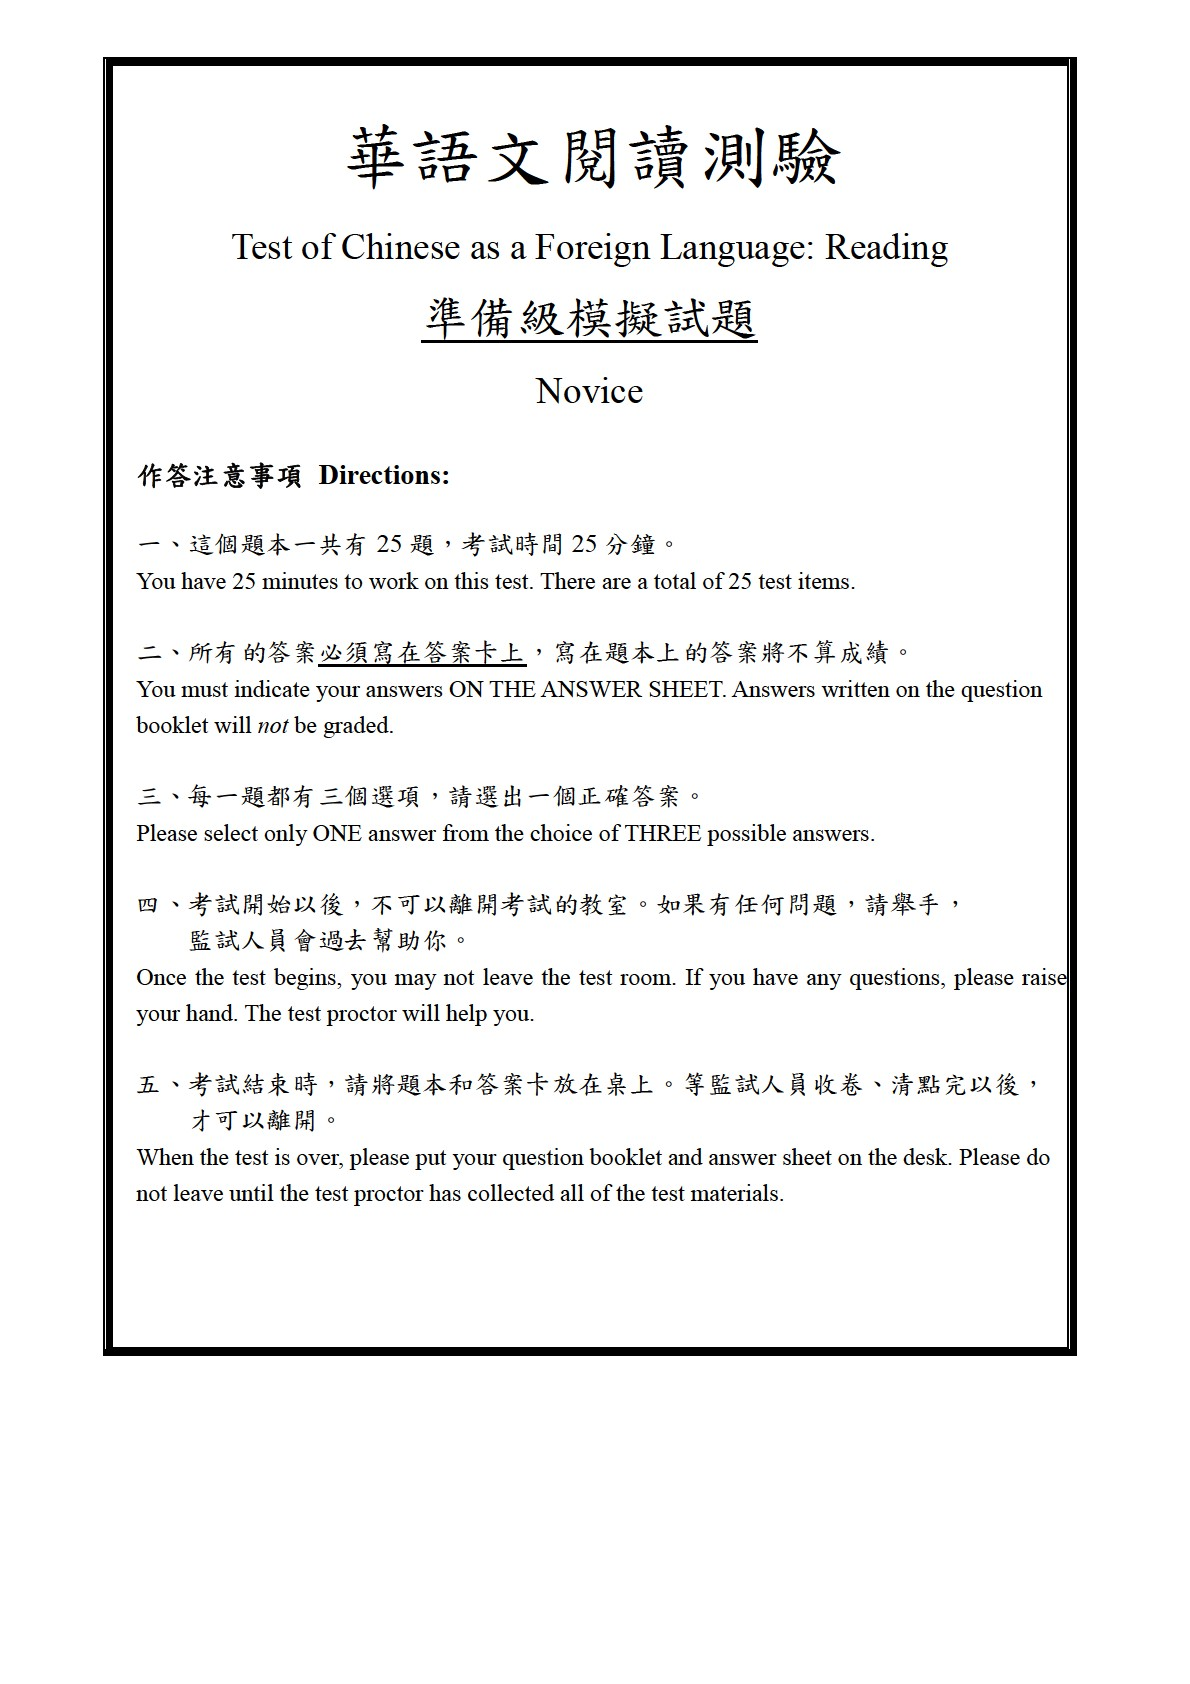 華語文閱讀測驗
Test of Chinese as a Foreign Language: Reading
準備級模擬試題
Novice
作答注意事項 Directions:
一、這個題本一共有 25 題，考試時間 25 分鐘。
You have 25 minutes to work on this test. There are a total of 25 test items.
二、所有的答案必須寫在答案卡上，寫在題本上的答案將不算成績。
You must indicate your answers ON THE ANSWER SHEET. Answers written on the question
booklet will not be graded.
三、每一題都有三個選項，請選出一個正確答案。
Please select only ONE answer from the choice of THREE possible answers.
四、考試開始以後，不可以離開考試的教室。如果有任何問題，請舉手，
監試人員會過去幫助你。
Once the test begins, you may not leave the test room. If you have any questions, please raise
your hand. The test proctor will help you.
五、考試結束時，請將題本和答案卡放在桌上。等監試人員收卷、清點完以後，
才可以離開。
When the test is over, please put your question booklet and answer sheet on the desk. Please do
not leave until the test proctor has collected all of the test materials.